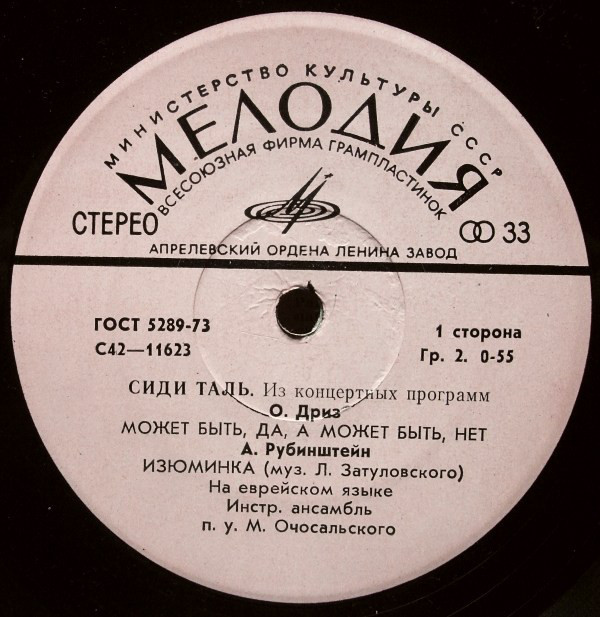 МИНИСТЕРСТВО КУЛЬТУРЫ СССР
МЕЛОДИЯ
ВСЕСОЮЗНАЯ ФИРМА ГРАМПЛАСТИНОК
СТЕРЕО
33
АПРЕЛЕВСКИЙ ОРДЕНА ЛЕНИНА ЗАВОД
ГОСТ 5289-73
1 сторона
С42—11623
Гр. 2. 0-55
СИДИ ТАЛЬ. Из концертных программ
О. Дриз
МОЖЕТ БЫТЬ, ДА, А МОЖЕТ БЫТЬ, НЕТ
А. Рубинштейн
ИЗЮМИНКА (муз. Л. Затуловского)
На еврейском языке
Инстр. ансамбль
п. у. М. Очосальского